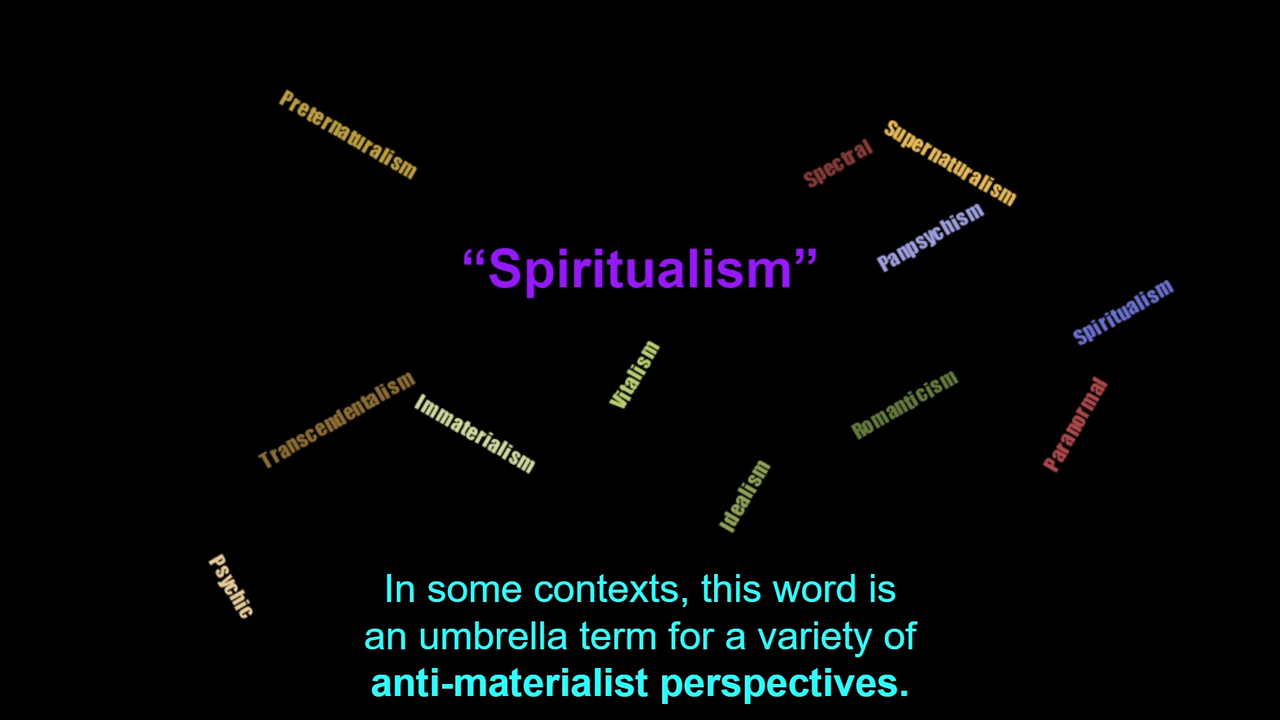 Preternaturalism
Spectral
Supernaturalism
Panpsychism
“Spiritualism”
Spiritualism
Vitalism
Transcendentalism
Immaterialism
Romanticism
Paranormal
Idealism
Psychic
In some contexts, this word is
an umbrella term for a variety of
anti-materialist perspectives.